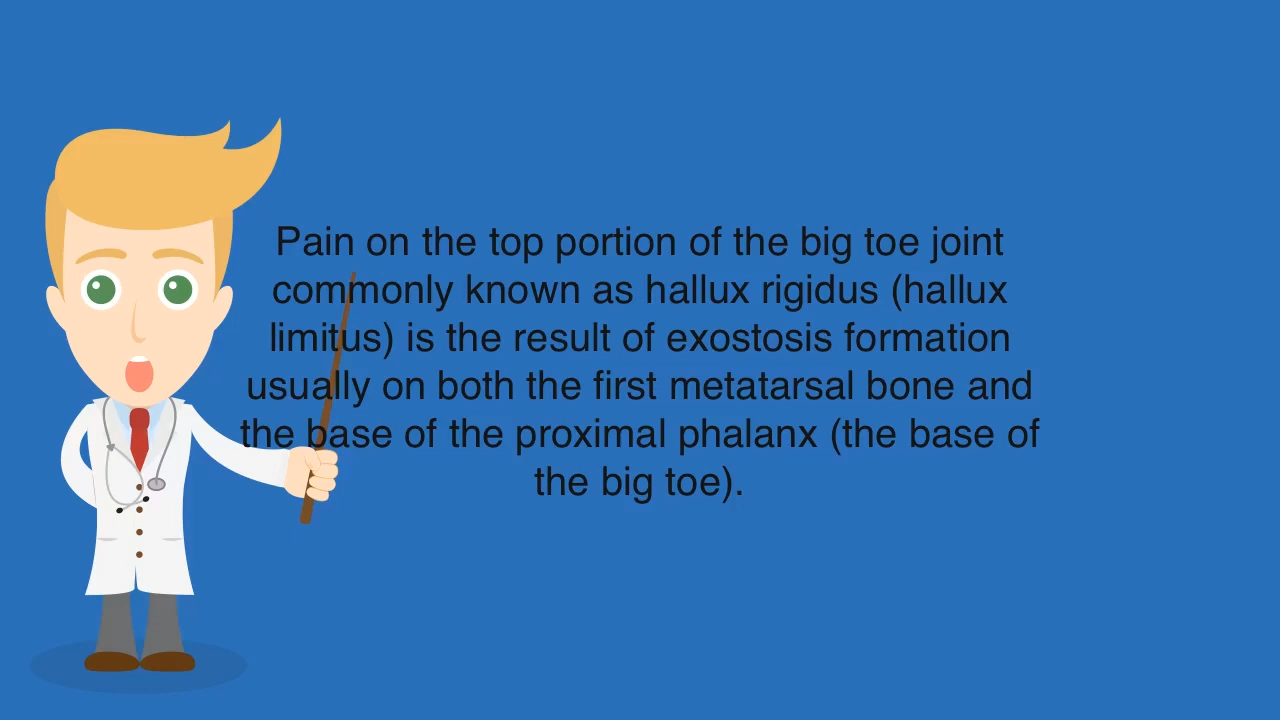 Pain on the top portion of the big toe joint
commonly known as hallux rigidus (hallux
limitus) is the result of exostosis formation
usually on both the first metatarsal bone and
the base of the proximal phalanx (the base of
the big toe).